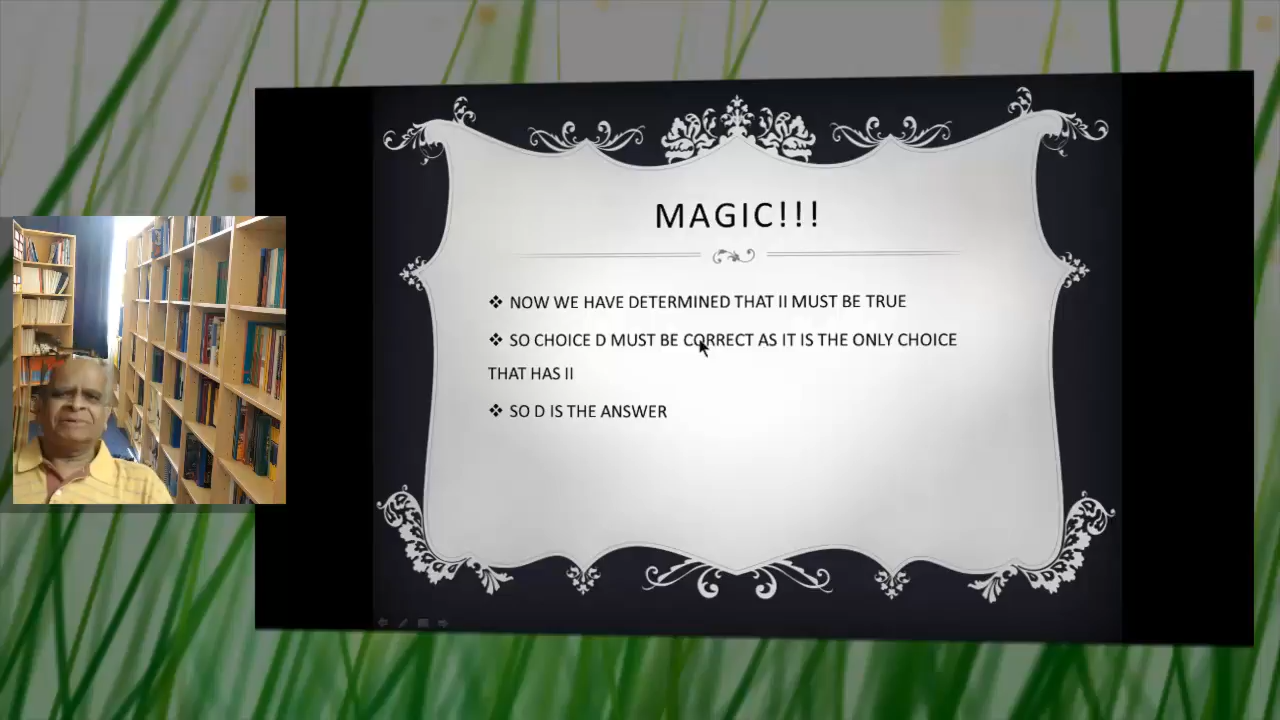 MAGIC!!!
❖ NOW WE HAVE DETERMINED THAT II MUST BE TRUE
❖ SO CHOICE D MUST BE CORRECT AS IT IS THE ONLY CHOICE
THAT HAS II
❖ SO D IS THE ANSWER